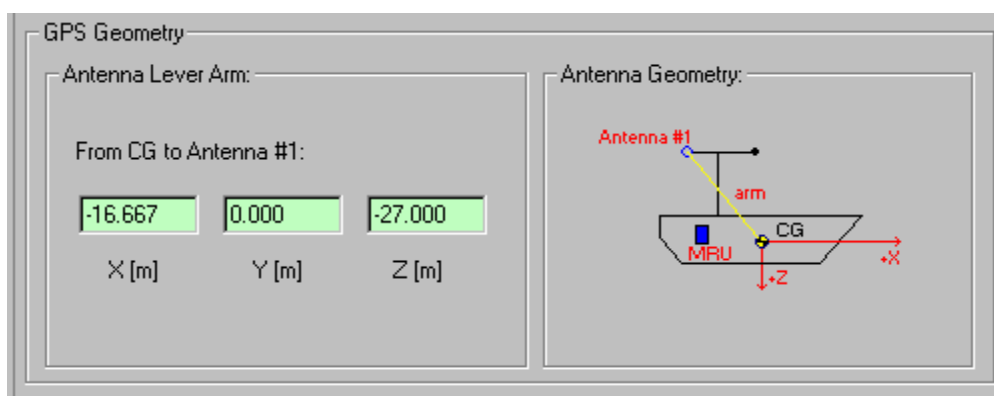 GPS Geometry
Antenna Lever Arm:
From CG to Antenna #1:
-16.667 0.000 -27.000
X [m] Y [m] Z [m]
Antenna Geometry:
Antenna #1
arm
CG
MRU
+X
+Z